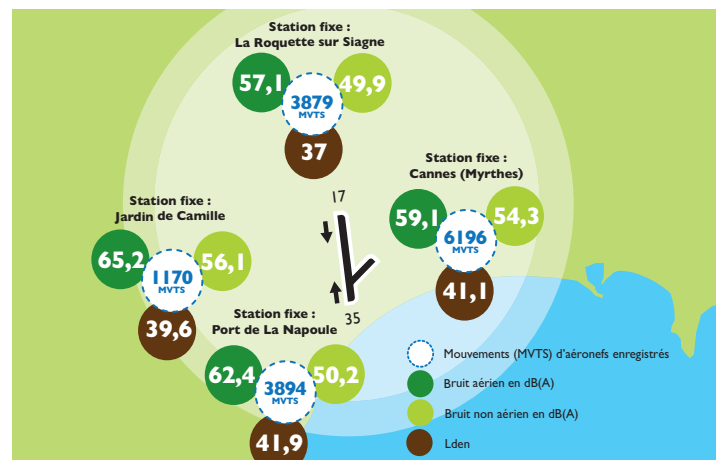 Station fixe :
La Roquette sur Siagne
57,1
49,9
3879
MVTS
37
Station fixe :
Cannes (Myrthes)
59,1
54,3
6196
MVTS
41,1
17
Station fixe :
Jardin de Camille
65,2
56,1
1170
MVTS
39,6
35
Station fixe :
Port de La Napoule
62,4
50,2
3894
MVTS
41,9
Mouvements (MVTS) d'aéronefs enregistrés
Bruit aérien en dB(A)
Bruit non aérien en dB(A)
Lden